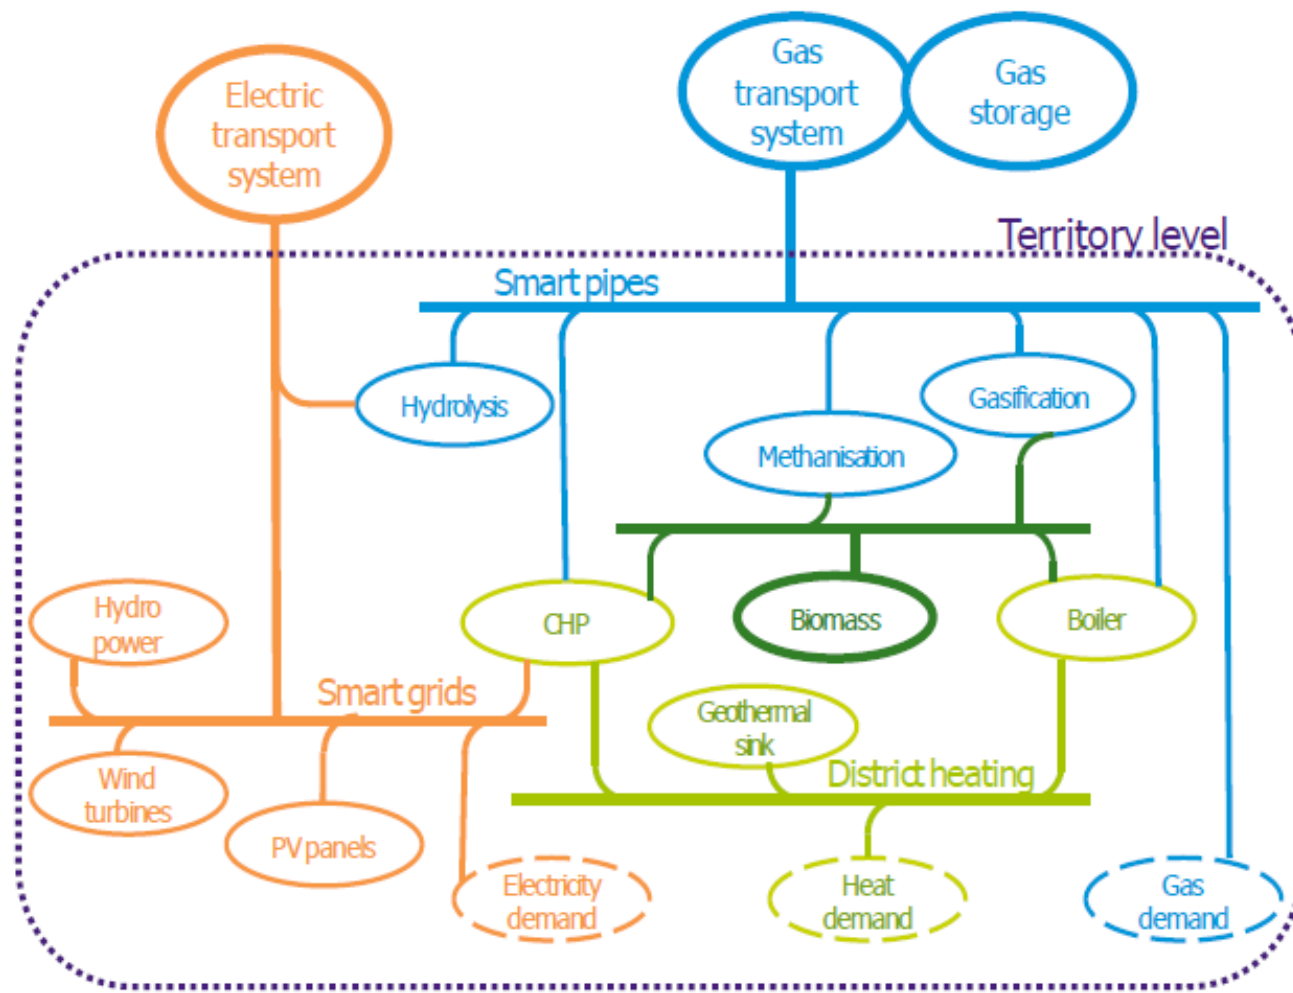 Electric
transport
system
Gas
transport
system
Gas
storage
Territory level
Smart pipes
Hydrolysis
Gasification
Methanisation
Hydro
power
CHP
Biomass
Boiler
Smart grids
Geothermal
sink
District heating
Wind
turbines
PV panels
Electricity
demand
Heat
demand
Gas
demand